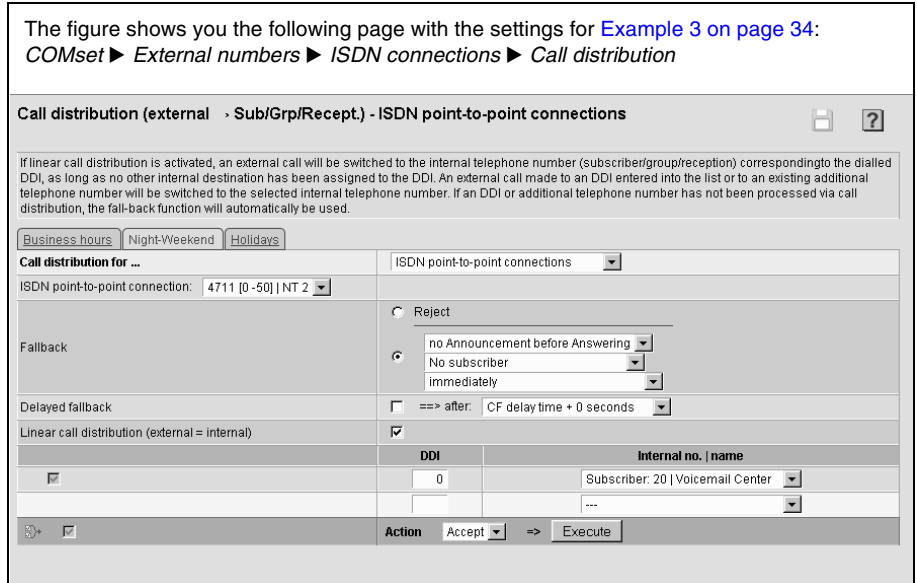 The figure shows you the following page with the settings for Example 3 on page 34:
COMset ▶ External numbers ▶ ISDN connections ▶ Call distribution
Call distribution (external → Sub/Grp/Recept.) - ISDN point-to-point connections
If linear call distribution is activated, an external call will be switched to the internal telephone number (subscriber/group/reception) correspondingto the dialled
DDI, as long as no other internal destination has been assigned to the DDI. An external call made to an DDI entered into the list or to an existing additional
telephone number will be switched to the selected internal telephone number. If an DDI or additional telephone number has not been processed via call
distribution, the fall-back function will automatically be used.
Business hours Night-Weekend Holidays
Call distribution for ... ISDN point-to-point connections
ISDN point-to-point connection: 4711 [0 -50] | NT 2
Reject
Fallback
no Announcement before Answering
No subscriber
immediately
Delayed fallback ==> after: CF delay time + 0 seconds
Linear call distribution (external = internal)
DDI Internal no. | name
0 Subscriber: 20 | Voicemail Center
---
Action Accept => Execute